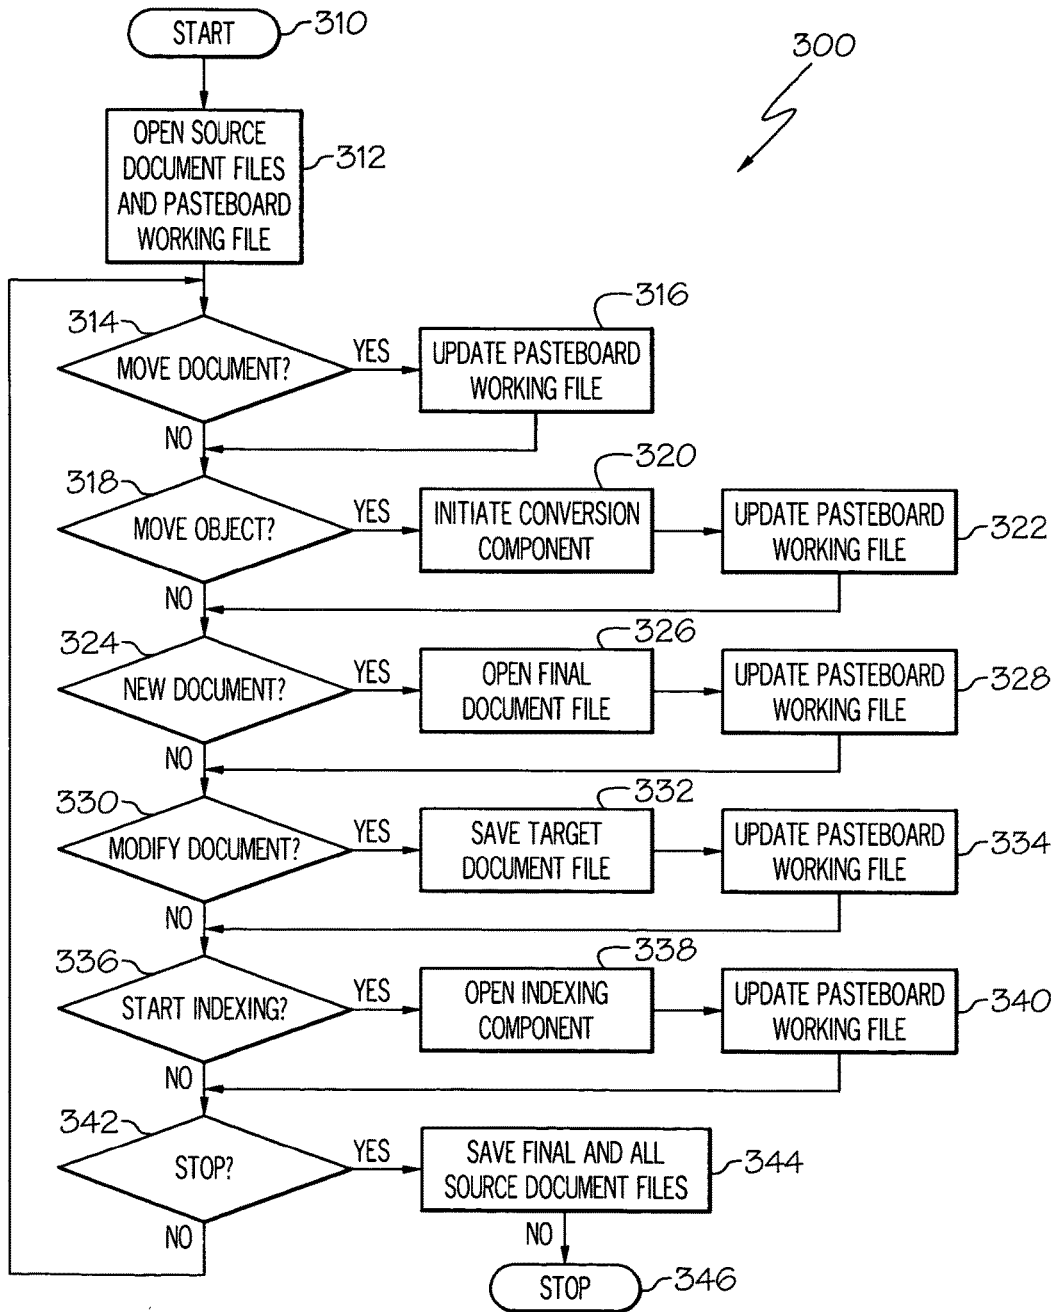 START
310
300
OPEN SOURCE
DOCUMENT FILES
AND PASTEBOARD
WORKING FILE
312
314
MOVE DOCUMENT?
YES
UPDATE PASTEBOARD
WORKING FILE
316
NO
318
MOVE OBJECT?
YES
INITIATE CONVERSION
COMPONENT
320
UPDATE PASTEBOARD
WORKING FILE
322
NO
324
NEW DOCUMENT?
YES
OPEN FINAL
DOCUMENT FILE
326
UPDATE PASTEBOARD
WORKING FILE
328
NO
330
MODIFY DOCUMENT?
YES
SAVE TARGET
DOCUMENT FILE
332
UPDATE PASTEBOARD
WORKING FILE
334
NO
336
START INDEXING?
YES
OPEN INDEXING
COMPONENT
338
UPDATE PASTEBOARD
WORKING FILE
340
NO
342
STOP?
YES
SAVE FINAL AND ALL
SOURCE DOCUMENT FILES
344
NO
NO
STOP
346